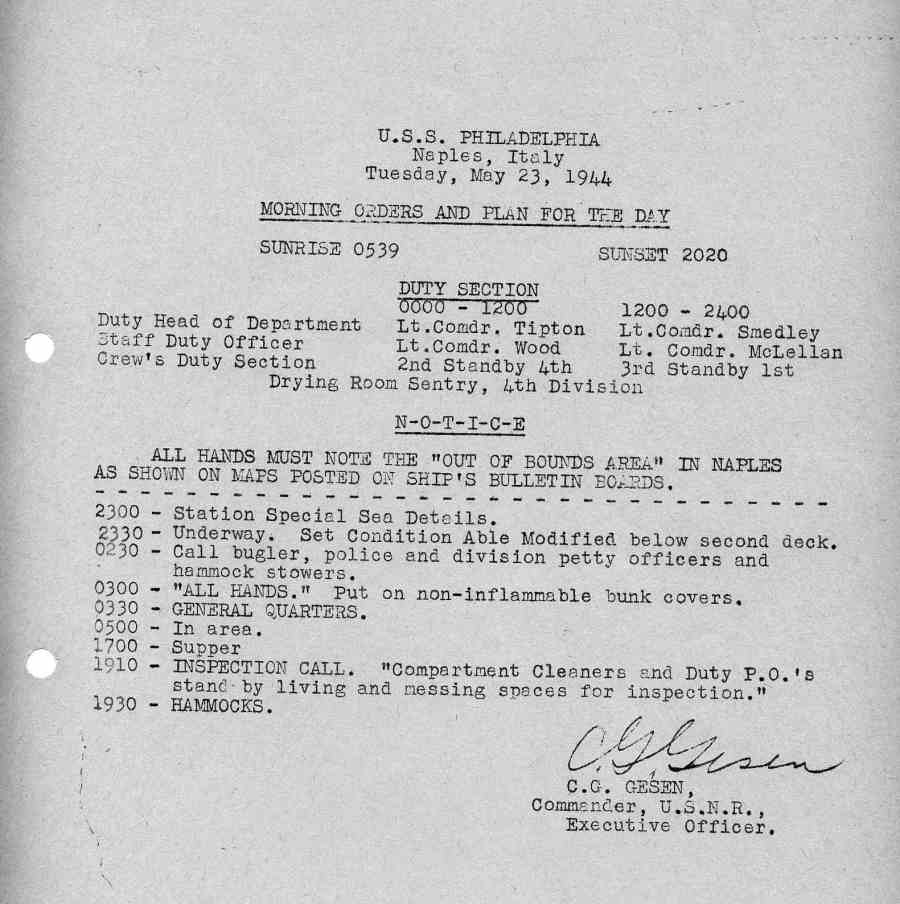 U.S.S. PHILADELPHIA
Naples, Italy
Tuesday, May 23, 1944
MORNING ORDERS AND PLAN FOR THE DAY
SUNRISE 0539 SUNSET 2020
DUTY SECTION
0000 - 1200 1200 - 2400
Duty Head of Department Lt.Comdr. Tipton Lt.Comdr. Smedley
Staff Duty Officer Lt.Comdr. Wood Lt. Comdr. McLellan
Crew's Duty Section 2nd Standby 4th 3rd Standby 1st
Drying Room Sentry, 4th Division
N-O-T-I-C-E
ALL HANDS MUST NOTE THE "OUT OF BOUNDS AREA" IN NAPLES
AS SHOWN ON MAPS POSTED ON SHIP'S BULLETIN BOARDS.
- - - - - - - - - - - - - - - - - - - - - - - - - - - - - - - -
2300 - Station Special Sea Details.
2330 - Underway. Set Condition Able Modified below second deck.
0230 - Call bugler, police and division petty officers and
hammock stowers.
0300 - "ALL HANDS." Put on non-inflammable bunk covers.
0330 - GENERAL QUARTERS.
0500 - In area.
1700 - Supper
1910 - INSPECTION CALL. "Compartment Cleaners and Duty P.O.'s
stand by living and messing spaces for inspection."
1930 - HAMMOCKS.
C.G. Gesen
C.G. GESEN,
Commander, U.S.N.R.,
Executive Officer.